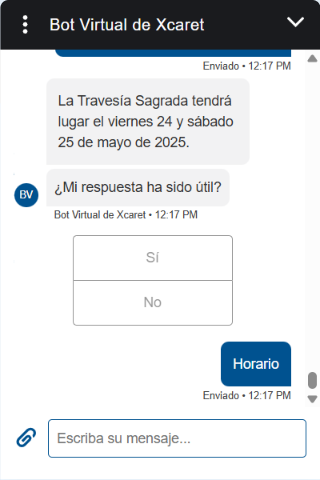 Bot Virtual de Xcaret
Enviado • 12:17 PM
La Travesía Sagrada tendrá
lugar el viernes 24 y sábado
25 de mayo de 2025.
¿Mi respuesta ha sido útil?
BV
Bot Virtual de Xcaret • 12:17 PM
Sí
No
Horario
Enviado • 12:17 PM
Escriba su mensaje...